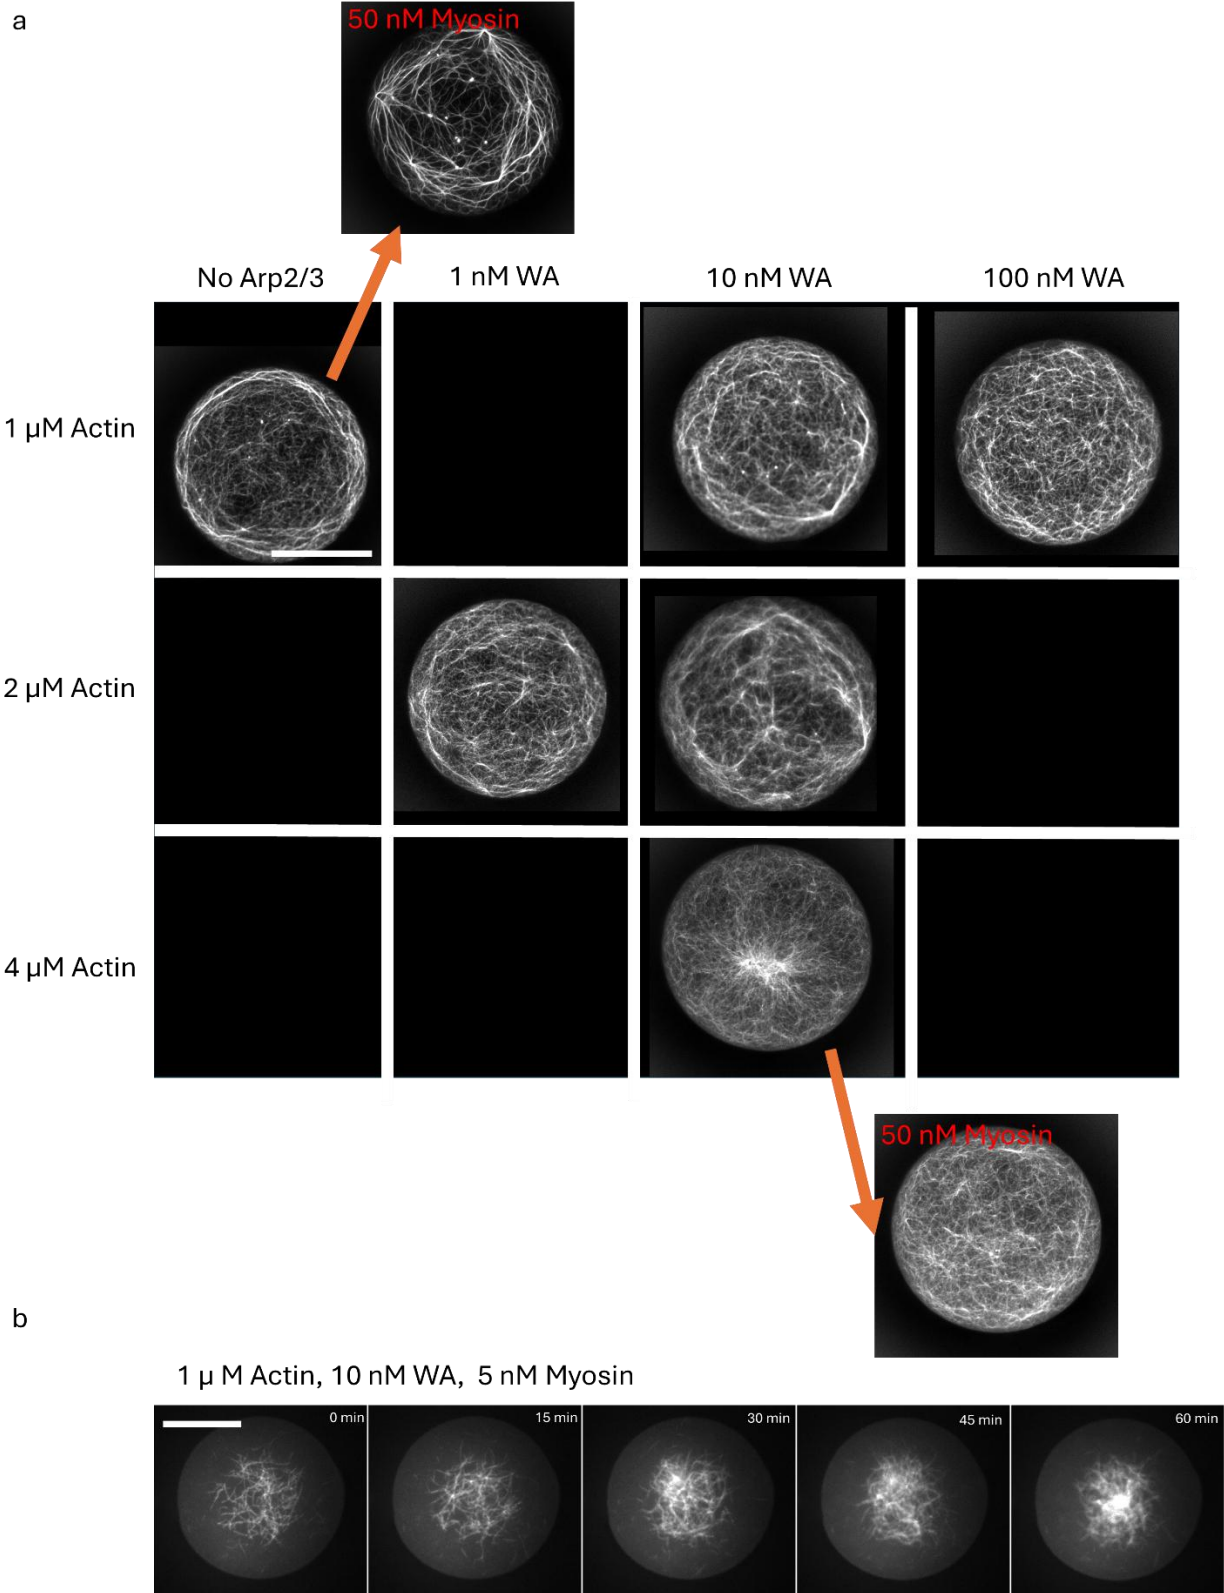 a
50 nM Myosin
No Arp2/3
1 nM WA
10 nM WA
100 nM WA
1 µM Actin
2 µM Actin
4 µM Actin
50 nM Myosin
b
1 µ M Actin, 10 nM WA,  5 nM Myosin
0 min
15 min
30 min
45 min
60 min